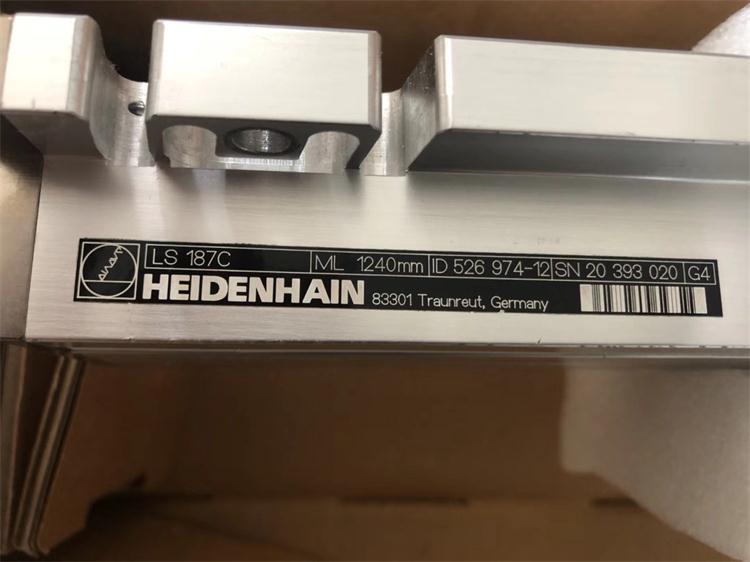 LS 187C ML 1240mm ID 526 974-12 SN 20 393 020 G4
HEIDENHAIN 83301 Traunreut, Germany